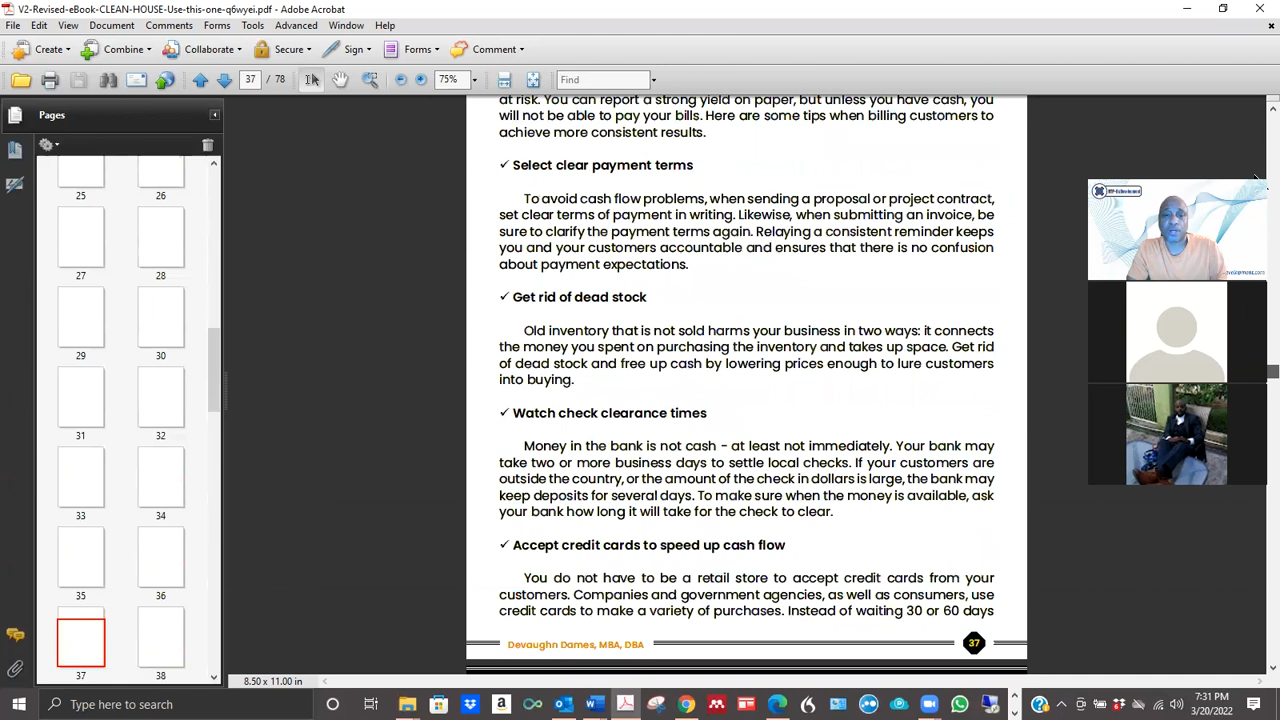 V2-Revised-eBook-CLEAN-HOUSE-Use-this-one-q6wyei.pdf - Adobe Acrobat
File Edit View Document Comments Forms Tools Advanced Window Help
Create Combine Collaborate Secure Sign Forms Comment
37 / 78 75% Find
Pages
25 26
27 28
29 30
31 32
33 34
35 36
37 38
at risk. You can report a strong yield on paper, but unless you have cash, you
will not be able to pay your bills. Here are some tips when billing customers to
achieve more consistent results.
✓ Select clear payment terms
To avoid cash flow problems, when sending a proposal or project contract,
set clear terms of payment in writing. Likewise, when submitting an invoice, be
sure to clarify the payment terms again. Relaying a consistent reminder keeps
you and your customers accountable and ensures that there is no confusion
about payment expectations.
✓ Get rid of dead stock
Old inventory that is not sold harms your business in two ways: it connects
the money you spent on purchasing the inventory and takes up space. Get rid
of dead stock and free up cash by lowering prices enough to lure customers
into buying.
✓ Watch check clearance times
Money in the bank is not cash - at least not immediately. Your bank may
take two or more business days to settle local checks. If your customers are
outside the country, or the amount of the check in dollars is large, the bank may
keep deposits for several days. To make sure when the money is available, ask
your bank how long it will take for the check to clear.
✓ Accept credit cards to speed up cash flow
You do not have to be a retail store to accept credit cards from your
customers. Companies and government agencies, as well as consumers, use
credit cards to make a variety of purchases. Instead of waiting 30 or 60 days
Devaughn Dames, MBA, DBA 37
8.50 x 11.00 in
Type here to search
7:31 PM
3/20/2022